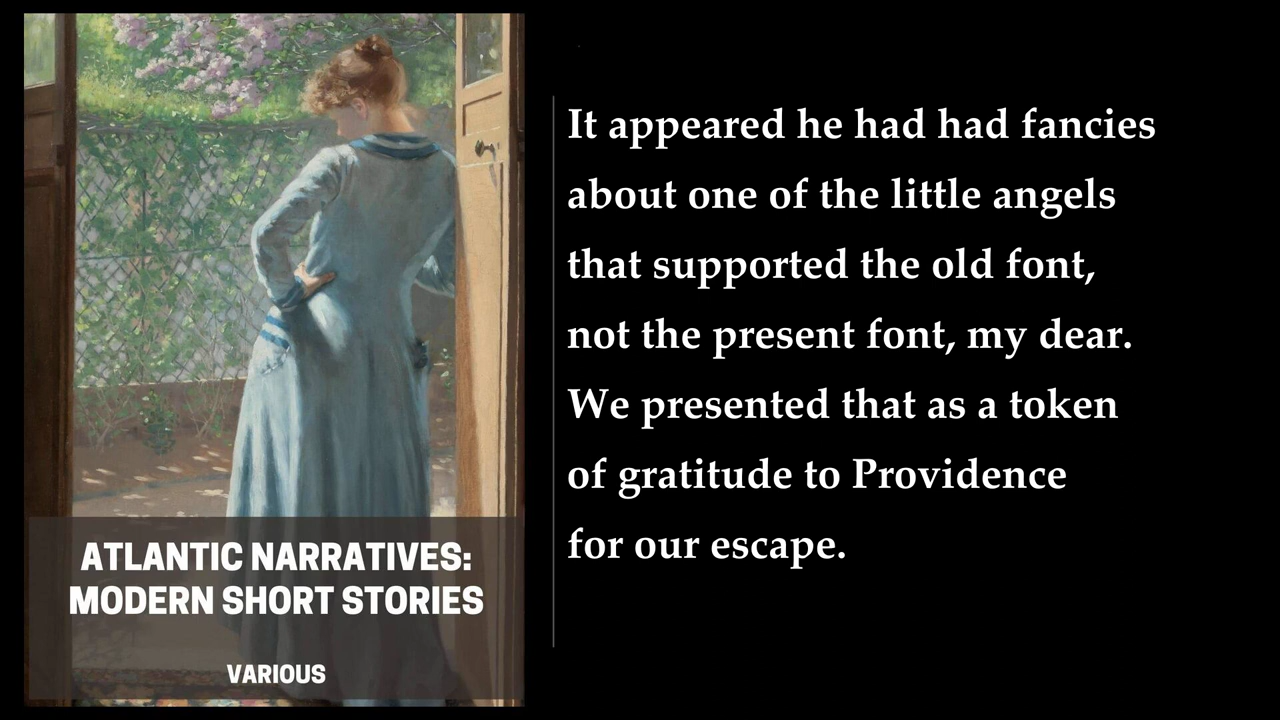 ATLANTIC NARRATIVES:
MODERN SHORT STORIES
VARIOUS
It appeared he had had fancies
about one of the little angels
that supported the old font,
not the present font, my dear.
We presented that as a token
of gratitude to Providence
for our escape.